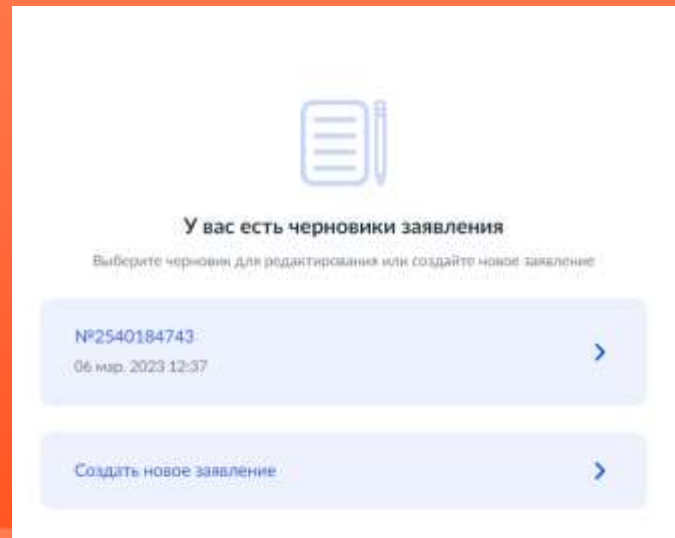 У вас есть черновики заявления
Выберите черновик для редактирования или создайте новое заявление
№2540184743
06 мар. 2023 12:37
Создать новое заявление